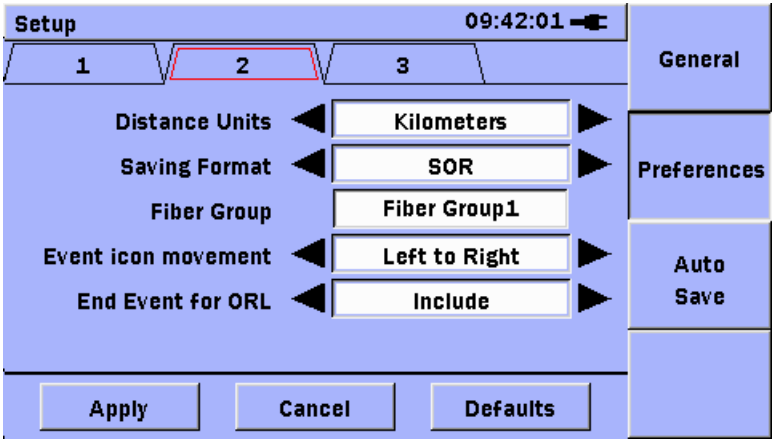 Setup
09:42:01
1
2
3
Distance Units
Kilometers
Saving Format
SOR
Fiber Group
Fiber Group1
Event icon movement
Left to Right
End Event for ORL
Include
Apply
Cancel
Defaults
General
Preferences
Auto
Save